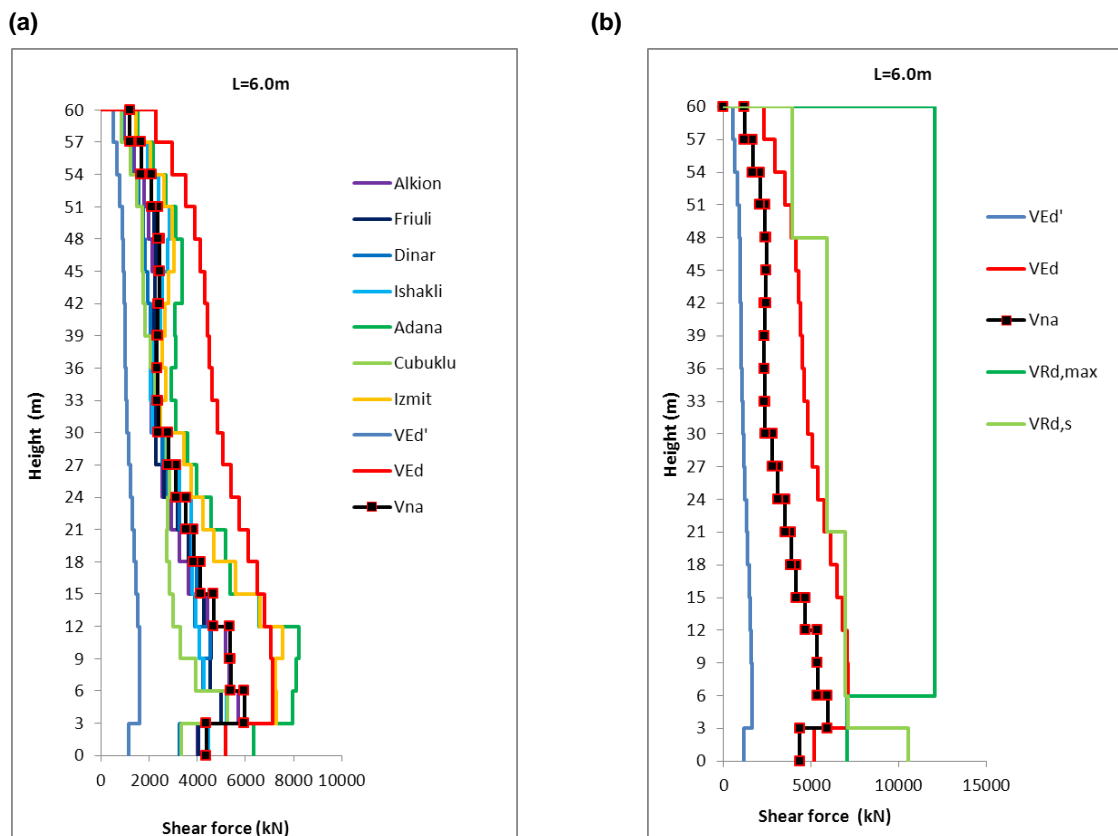 (a)
L=6.0m
Height (m)
60
57
54
51
48
45
42
39
36
33
30
27
24
21
18
15
12
9
6
3
0
0 2000 4000 6000 8000 10000
Shear force (kN)
Alkion
Friuli
Dinar
Ishakli
Adana
Cubuklu
Izmit
VEd'
VEd
Vna
(b)
L=6.0m
Height (m)
60
57
54
51
48
45
42
39
36
33
30
27
24
21
18
15
12
9
6
3
0
0 5000 10000 15000
Shear force (kN)
VEd'
VEd
Vna
VRd,max
VRd,s